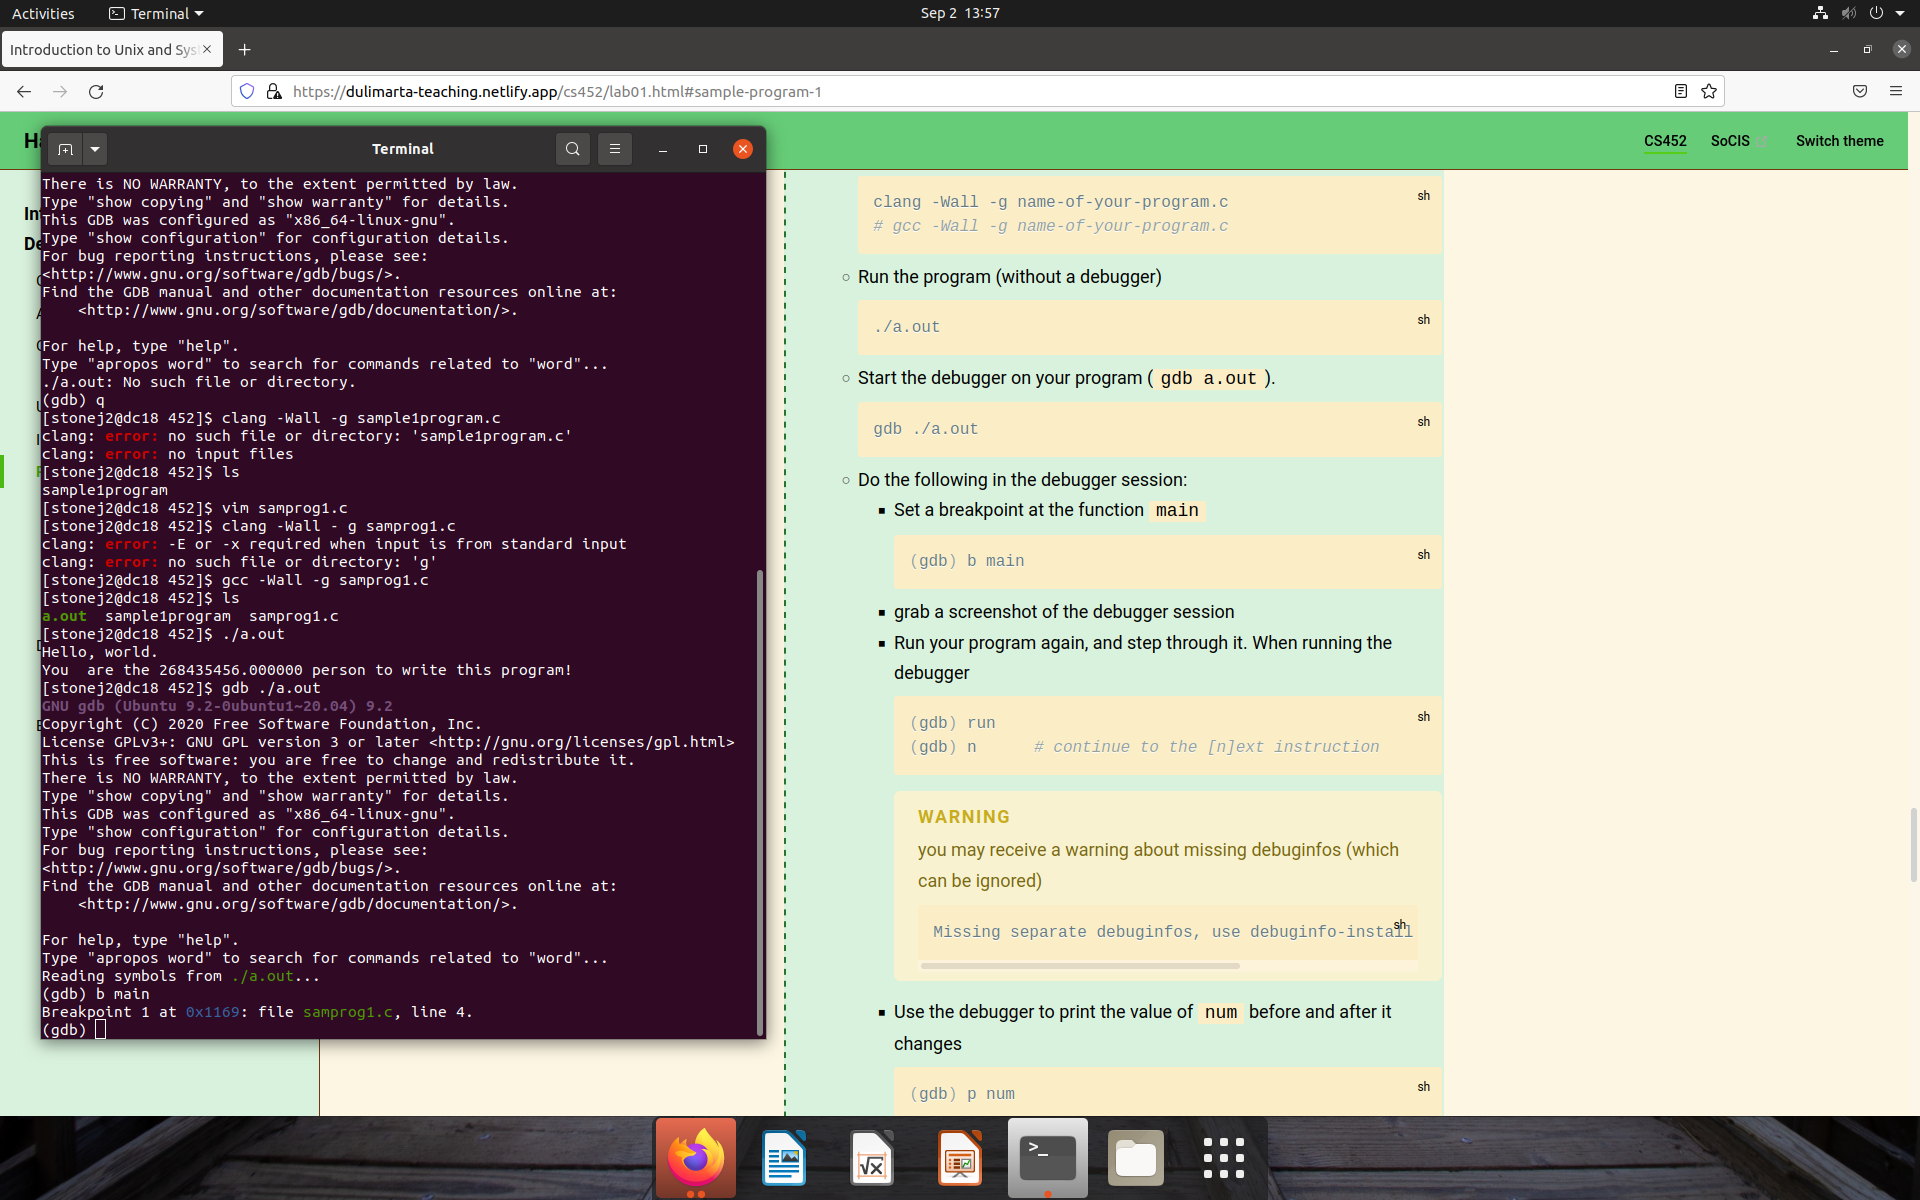 Activities
Terminal
Sep 2 13:57
Introduction to Unix and Sys
https://dulimarta-teaching.netlify.app/cs452/lab01.html#sample-program-1
CS452
SoCIS
Switch theme
Terminal
There is NO WARRANTY, to the extent permitted by law.
Type "show copying" and "show warranty" for details.
This GDB was configured as "x86_64-linux-gnu".
Type "show configuration" for configuration details.
For bug reporting instructions, please see:
<http://www.gnu.org/software/gdb/bugs/>.
Find the GDB manual and other documentation resources online at:
    <http://www.gnu.org/software/gdb/documentation/>.
For help, type "help".
Type "apropos word" to search for commands related to "word"...
./a.out: No such file or directory.
(gdb) q
[stonej2@dc18 452]$ clang -Wall -g sample1program.c
clang: error: no such file or directory: 'sample1program.c'
clang: error: no input files
[stonej2@dc18 452]$ ls
sample1program
[stonej2@dc18 452]$ vim samprog1.c
[stonej2@dc18 452]$ clang -Wall - g samprog1.c
clang: error: -E or -x required when input is from standard input
clang: error: no such file or directory: 'g'
[stonej2@dc18 452]$ gcc -Wall -g samprog1.c
[stonej2@dc18 452]$ ls
a.out  sample1program  samprog1.c
[stonej2@dc18 452]$ ./a.out
Hello, world.
You  are the 268435456.000000 person to write this program!
[stonej2@dc18 452]$ gdb ./a.out
GNU gdb (Ubuntu 9.2-0ubuntu1~20.04) 9.2
Copyright (C) 2020 Free Software Foundation, Inc.
License GPLv3+: GNU GPL version 3 or later <http://gnu.org/licenses/gpl.html>
This is free software: you are free to change and redistribute it.
There is NO WARRANTY, to the extent permitted by law.
Type "show copying" and "show warranty" for details.
This GDB was configured as "x86_64-linux-gnu".
Type "show configuration" for configuration details.
For bug reporting instructions, please see:
<http://www.gnu.org/software/gdb/bugs/>.
Find the GDB manual and other documentation resources online at:
    <http://www.gnu.org/software/gdb/documentation/>.
For help, type "help".
Type "apropos word" to search for commands related to "word"...
Reading symbols from ./a.out...
(gdb) b main
Breakpoint 1 at 0x1169: file samprog1.c, line 4.
(gdb)
sh
clang -Wall -g name-of-your-program.c
# gcc -Wall -g name-of-your-program.c
Run the program (without a debugger)
sh
./a.out
Start the debugger on your program ( gdb a.out ).
sh
gdb ./a.out
Do the following in the debugger session:
Set a breakpoint at the function main
sh
(gdb) b main
grab a screenshot of the debugger session
Run your program again, and step through it. When running the
debugger
sh
(gdb) run
(gdb) n      # continue to the [n]ext instruction
WARNING
you may receive a warning about missing debuginfos (which
can be ignored)
sh
Missing separate debuginfos, use debuginfo-install
Use the debugger to print the value of num before and after it
changes
sh
(gdb) p num